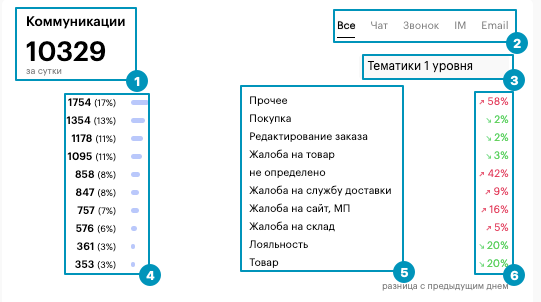 Коммуникации
10329
за сутки
1
Все Чат Звонок IM Email
2
Тематики 1 уровня
3
1754 (17%) Прочее ↗ 58%
1354 (13%) Покупка ↘ 2%
1178 (11%) Редактирование заказа ↘ 2%
1095 (11%) Жалоба на товар ↘ 3%
858 (8%) не определено ↗ 42%
847 (8%) Жалоба на службу доставки ↗ 9%
757 (7%) Жалоба на сайт, МП ↗ 16%
576 (6%) Жалоба на склад ↗ 5%
361 (3%) Лояльность ↘ 20%
353 (3%) Товар ↘ 20%
4 5 6
разница с предыдущим днем